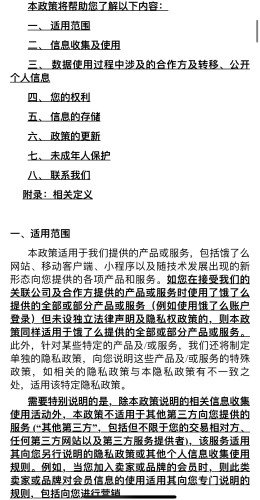 本政策将帮助您了解以下内容：
一、 适用范围
二、 信息收集及使用
三、 数据使用过程中涉及的合作方及转移、公开
个人信息
四、 您的权利
五、 信息的存储
六、 政策的更新
七、 未成年人保护
八、 联系我们
附录：相关定义
一、适用范围
本政策适用于我们提供的产品或服务，包括饿了么
网站、移动客户端、小程序以及随技术发展出现的新
形态向您提供的各项产品和服务。如您在接受我们的
关联公司及合作方提供的产品或服务时使用了饿了么
提供的全部或部分产品或服务（例如使用饿了么账户
登录）但未设独立法律声明及隐私权政策的，则本政
策同样适用于饿了么提供的全部或部分产品或服务。
此外，针对某些特定的产品及/或服务，我们还将制定
单独的隐私政策，向您说明这些产品及/或服务的特殊
政策，如相关的隐私政策与本隐私政策有不一致之
处，适用该特定隐私政策。
需要特别说明的是，除本政策说明的相关信息收集
使用活动外，本政策不适用于其他第三方向您提供的
服务 (“其他第三方”，包括但不限于您的交易相对方、
任何第三方网站以及第三方服务提供者)，该服务适用
其向您另行说明的隐私政策或其他个人信息收集使用
规则。例如，当您加入卖家或品牌的会员时，则此类
卖家或品牌对会员信息的使用适用其向您专门说明的
规则，包括向您进行营销